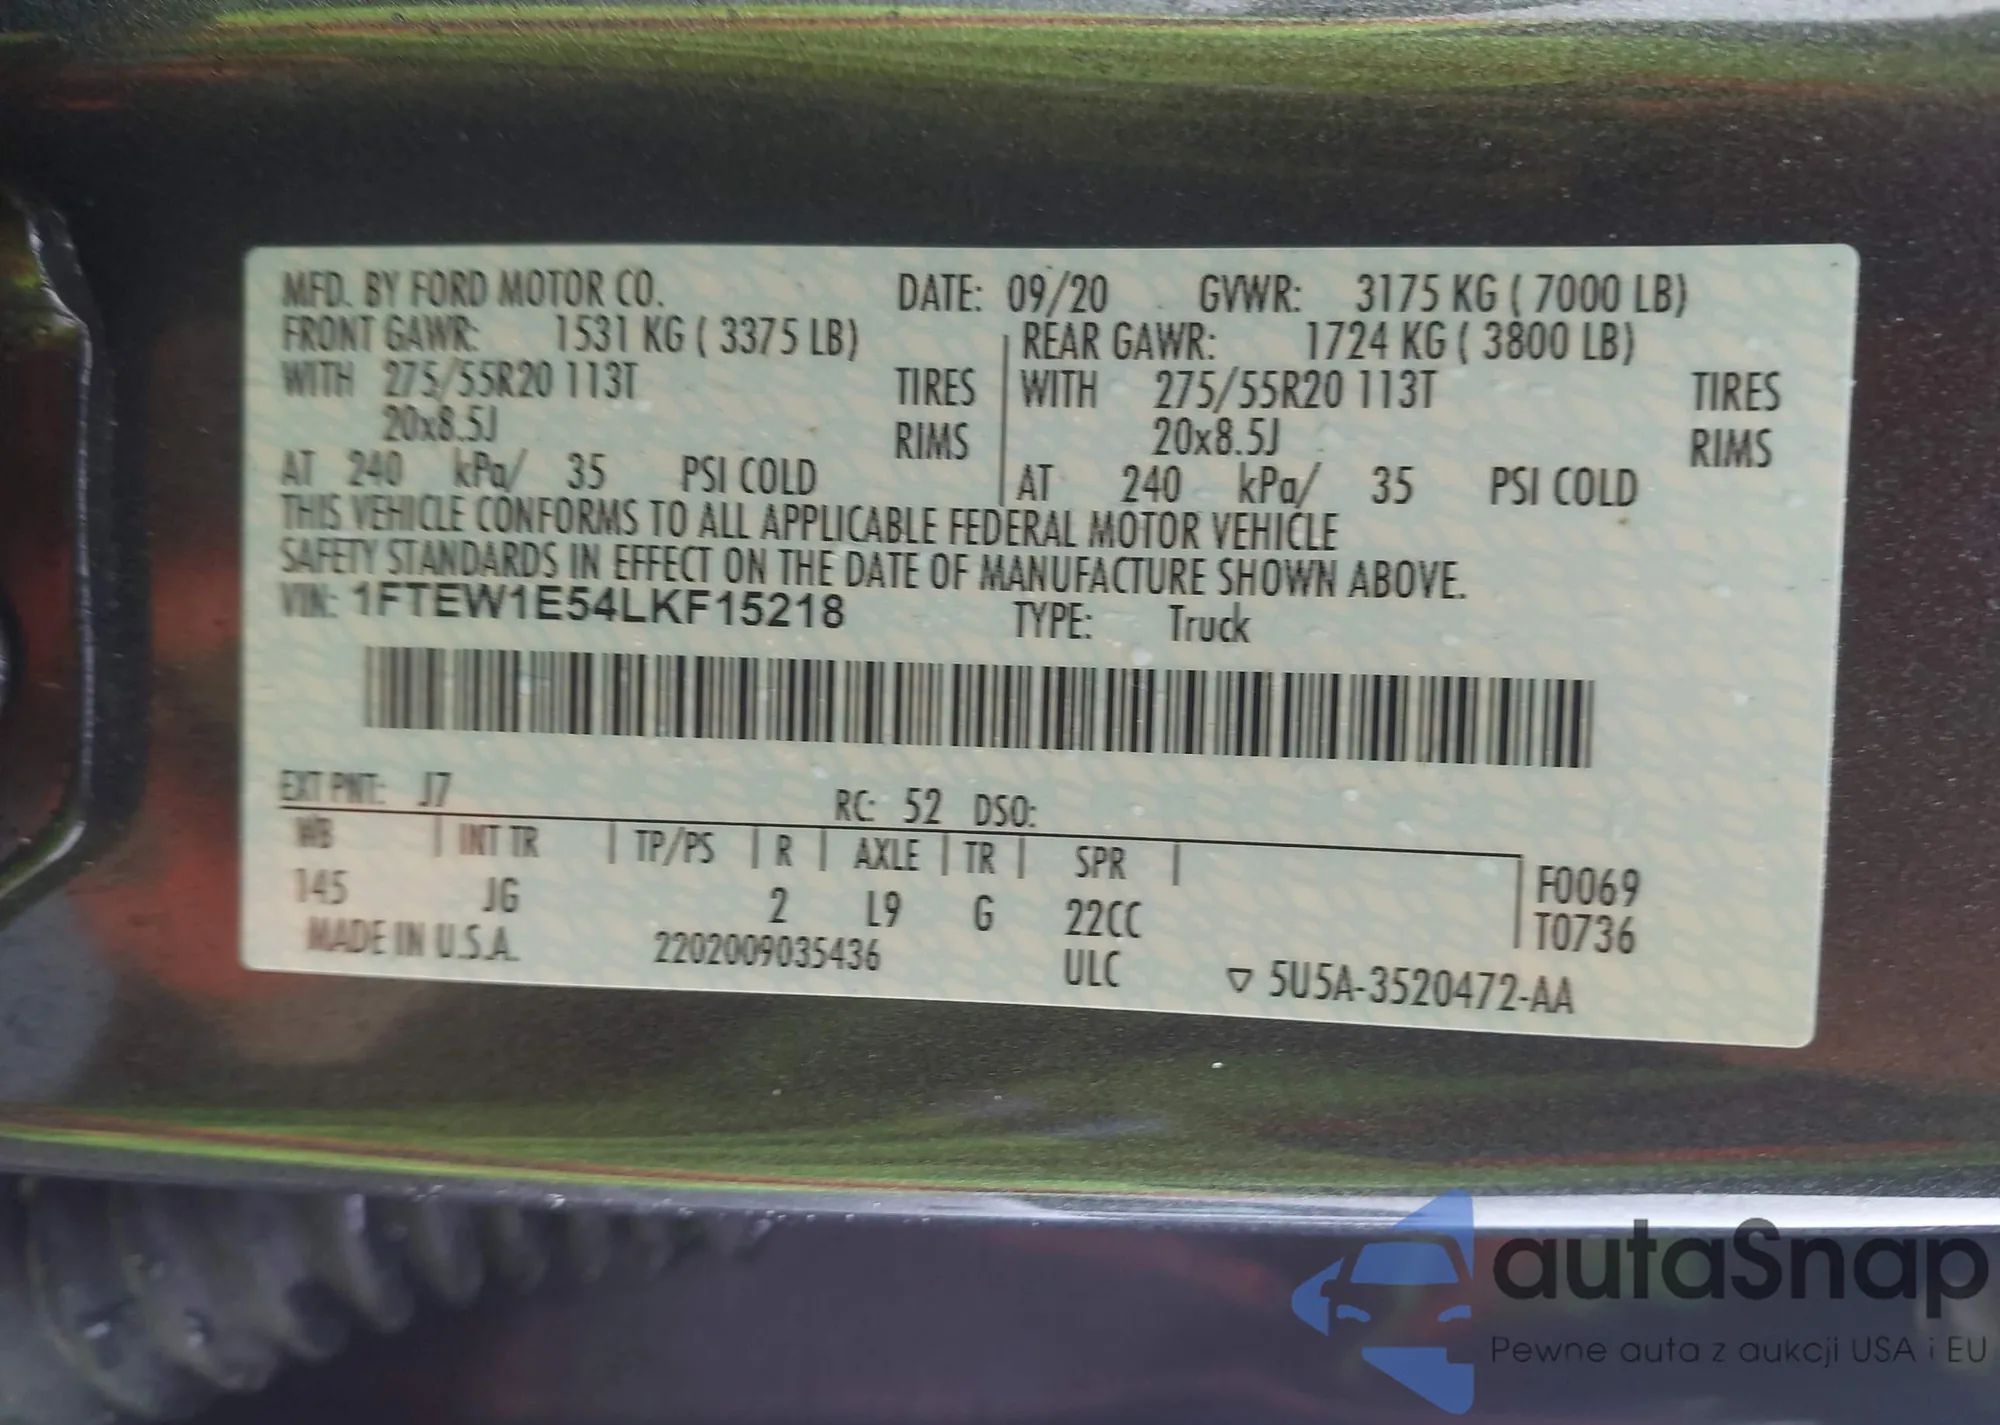 MFD. BY FORD MOTOR CO. DATE: 09/20 GVWR: 3175 KG ( 7000 LB)
FRONT GAWR: 1531 KG ( 3375 LB) REAR GAWR: 1724 KG ( 3800 LB)
WITH 275/55R20 113T TIRES WITH 275/55R20 113T TIRES
20x8.5J RIMS 20x8.5J RIMS
AT 240 kPa/ 35 PSI COLD AT 240 kPa/ 35 PSI COLD
THIS VEHICLE CONFORMS TO ALL APPLICABLE FEDERAL MOTOR VEHICLE
SAFETY STANDARDS IN EFFECT ON THE DATE OF MANUFACTURE SHOWN ABOVE.
VIN: 1FTEW1E54LKF15218 TYPE: Truck
EXT PNT: J7 RC: 52 DSO:
WB | INT TR | TP/PS | R | AXLE | TR | SPR |
145 JG 2 L9 G 22CC
F0069
T0736
MADE IN U.S.A. 2202009035436 ULC ▽ 5U5A-3520472-AA
autaSnap
Pewne auta z aukcji USA i EU